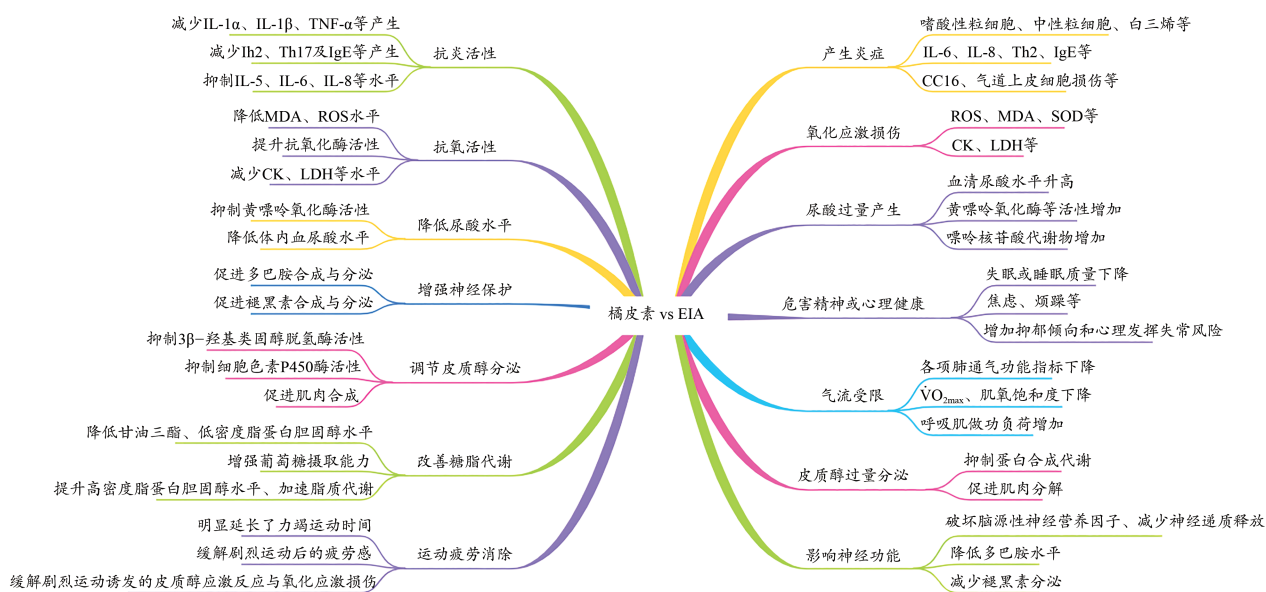 减少IL-1α、IL-1β、TNF-α等产生
减少Ih2、Th17及IgE等产生
抑制IL-5、IL-6、IL-8等水平
抗炎活性
降低MDA、ROS水平
提升抗氧化酶活性
减少CK、LDH等水平
抗氧活性
抑制黄嘌呤氧化酶活性
降低体内血尿酸水平
降低尿酸水平
促进多巴胺合成与分泌
促进褪黑素合成与分泌
增强神经保护
抑制3β-羟基类固醇脱氢酶活性
抑制细胞色素P450酶活性
促进肌肉合成
调节皮质醇分泌
降低甘油三酯、低密度脂蛋白胆固醇水平
增强葡萄糖摄取能力
提升高密度脂蛋白胆固醇水平、加速脂质代谢
改善糖脂代谢
明显延长了力竭运动时间
缓解剧烈运动后的疲劳感
缓解剧烈运动诱发的皮质醇应激反应与氧化应激损伤
运动疲劳消除
橘皮素 vs EIA
产生炎症
嗜酸性粒细胞、中性粒细胞、白三烯等
IL-6、IL-8、Th2、IgE等
CC16、气道上皮细胞损伤等
氧化应激损伤
ROS、MDA、SOD等
CK、LDH等
尿酸过量产生
血清尿酸水平升高
黄嘌呤氧化酶等活性增加
嘌呤核苷酸代谢物增加
危害精神或心理健康
失眠或睡眠质量下降
焦虑、烦躁等
增加抑郁倾向和心理发挥失常风险
气流受限
各项肺通气功能指标下降
V̇O2max、肌氧饱和度下降
呼吸肌做功负荷增加
皮质醇过量分泌
抑制蛋白合成代谢
促进肌肉分解
影响神经功能
破坏脑源性神经营养因子、减少神经递质释放
降低多巴胺水平
减少褪黑素分泌